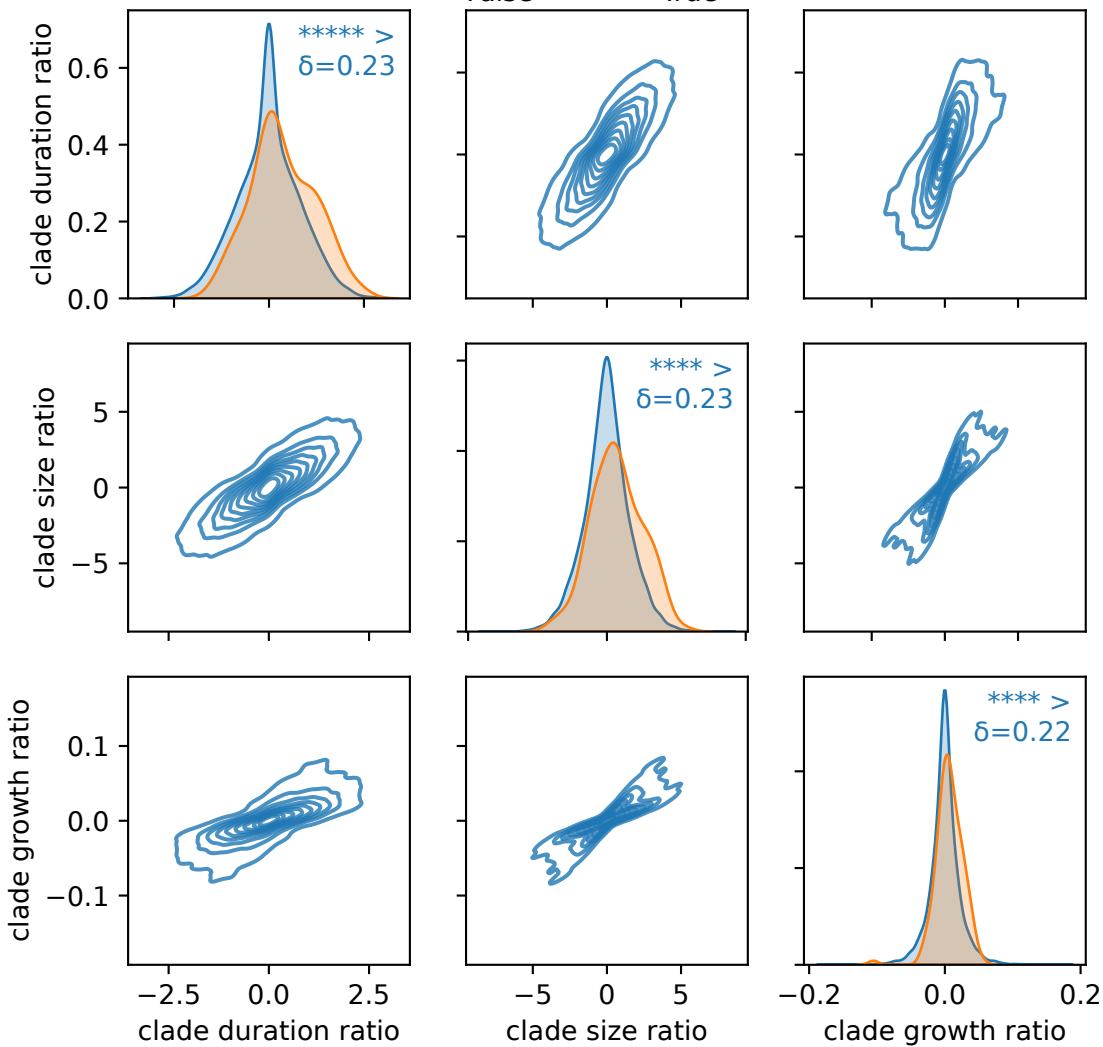 clade duration ratio
0.6
0.4
0.2
0.0
***** >
δ=0.23
clade size ratio
5
0
−5
**** >
δ=0.23
clade growth ratio
0.1
0.0
−0.1
**** >
δ=0.22
−2.5 0.0 2.5
−5 0 5
−0.2 0.0 0.2
clade duration ratio
clade size ratio
clade growth ratio